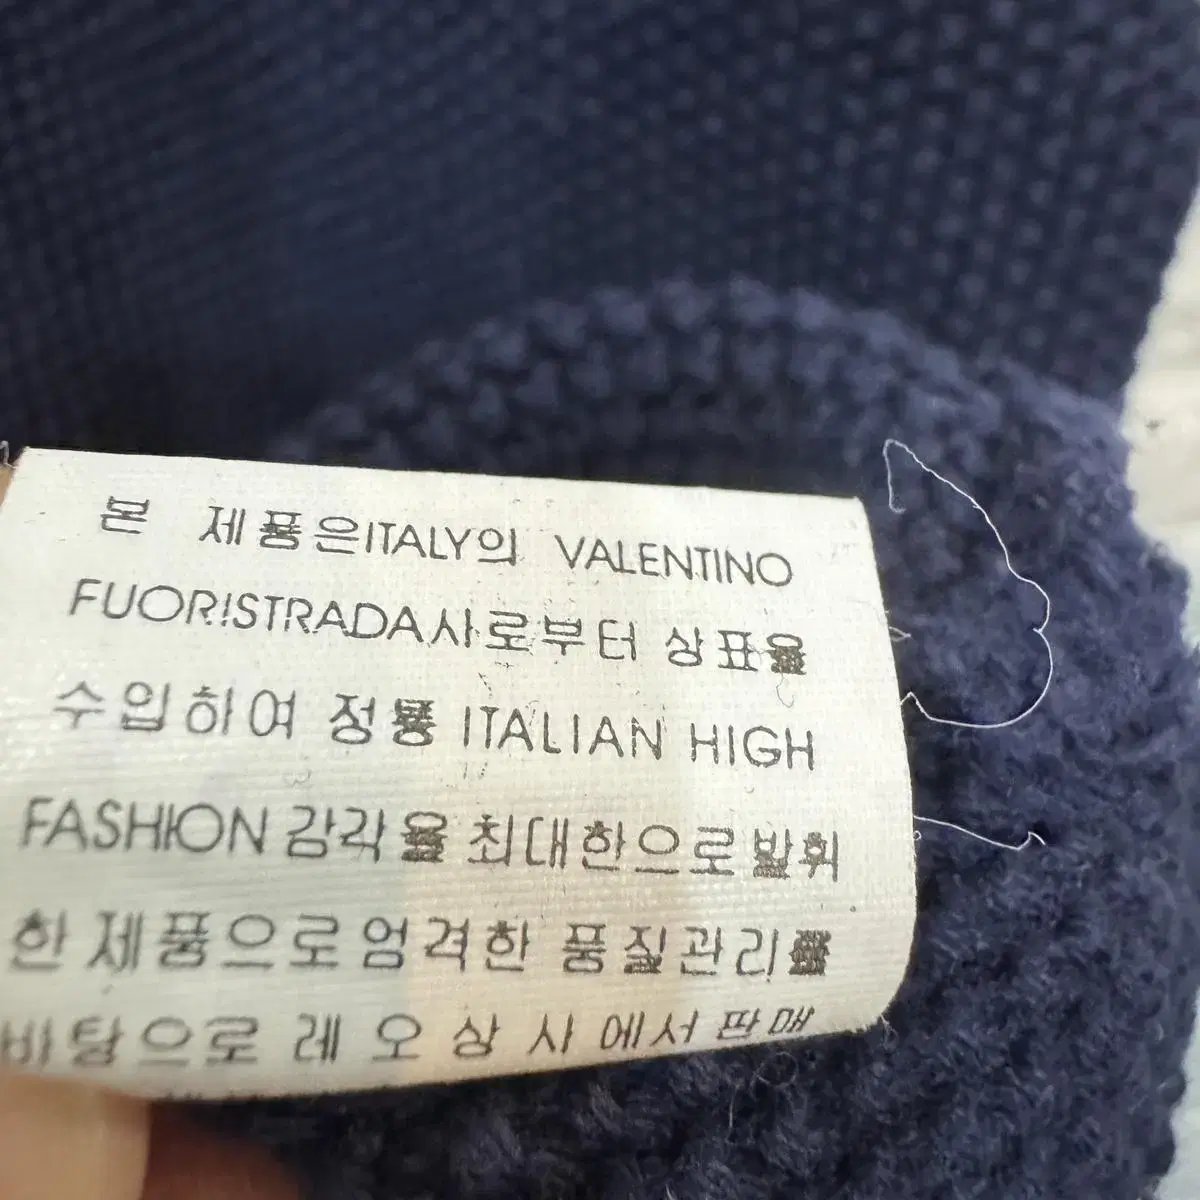 본 제품은ITALY의 VALENTINO
FUORISTRADA사로부터 상표을
수입하여 정통 ITALIAN HIGH
FASHION 감각을 최대한으로 발휘
한 제품으로엄격한 품질관리를
바탕으로 레오상사에서 판매